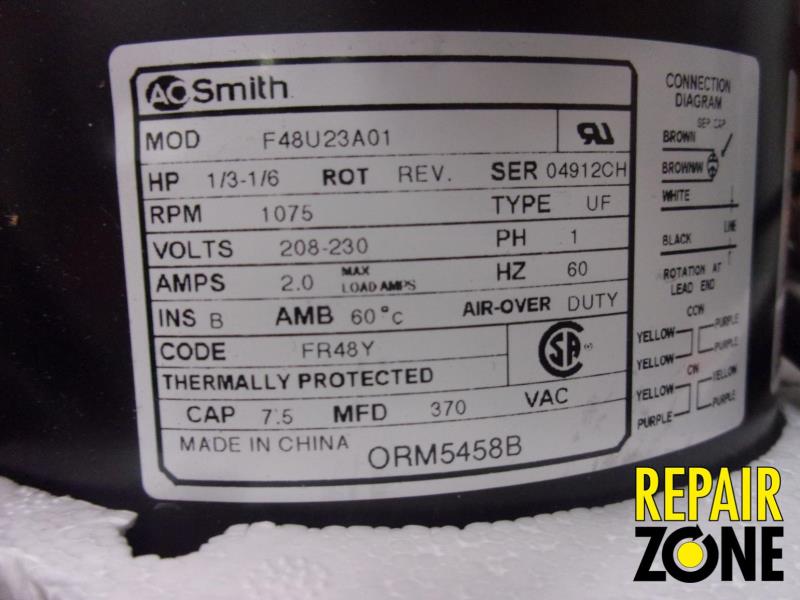 AO Smith
MOD F48U23A01
HP 1/3-1/6 ROT REV. SER 04912CH
RPM 1075 TYPE UF
VOLTS 208-230 PH 1
AMPS 2.0 MAX LOAD AMPS HZ 60
INS B AMB 60°C AIR-OVER DUTY
CODE FR48Y
THERMALLY PROTECTED
CAP 7.5 MFD 370 VAC
MADE IN CHINA ORM5458B
CSA
CONNECTION
DIAGRAM
SEP. CAP
BROWN
BROWN/W
WHITE
LINE
BLACK
ROTATION AT
LEAD END
CCW
YELLOW PURPLE
YELLOW PURPLE
CW
YELLOW YELLOW
PURPLE PURPLE
REPAIR
ZONE